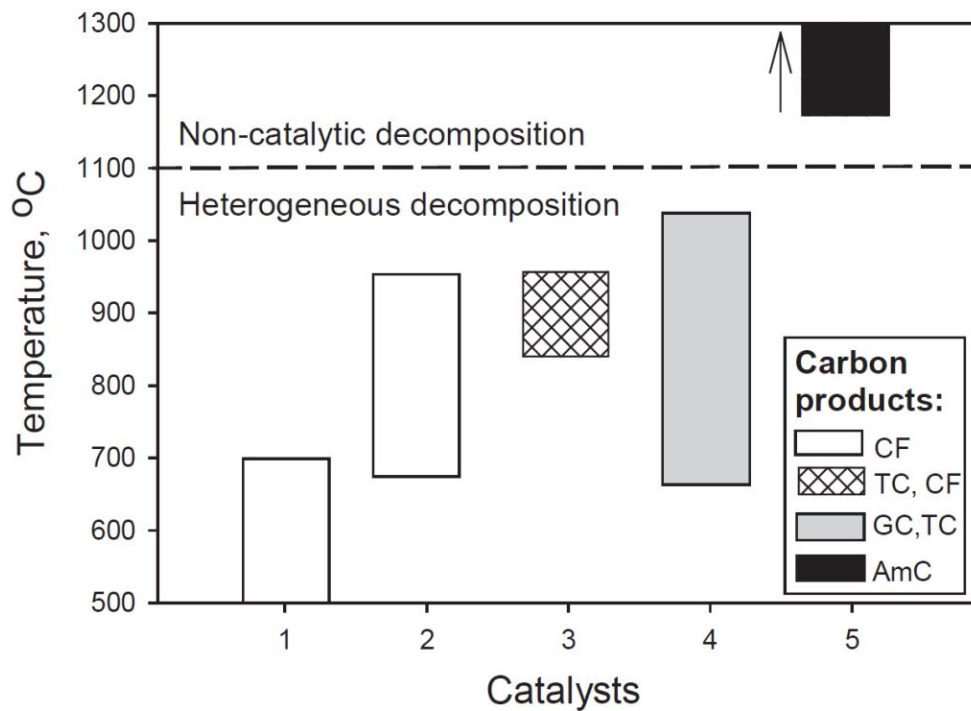 1300
1200
1100
1000
900
800
700
600
500
Temperature, °C
Non-catalytic decomposition
Heterogeneous decomposition
Carbon
products:
CF
TC, CF
GC,TC
AmC
1 2 3 4 5
Catalysts